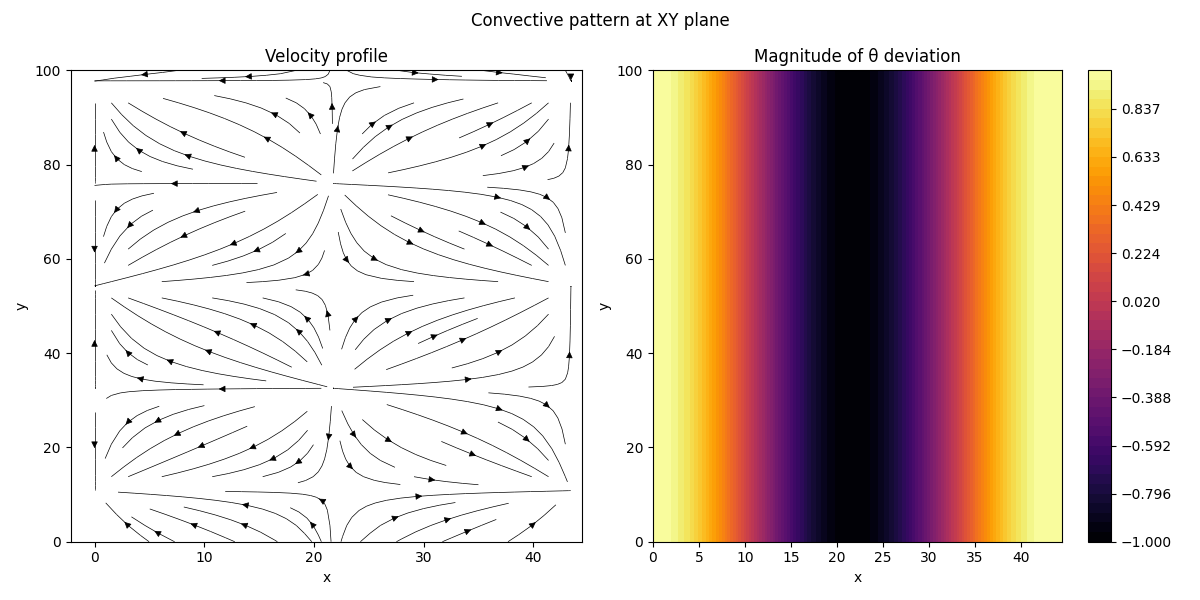 Convective pattern at XY plane
Velocity profile
100
80
60
40
20
0
y
0 10 20 30 40
x
Magnitude of θ deviation
100
80
60
40
20
0
y
0 5 10 15 20 25 30 35 40
x
0.837
0.633
0.429
0.224
0.020
−0.184
−0.388
−0.592
−0.796
−1.000